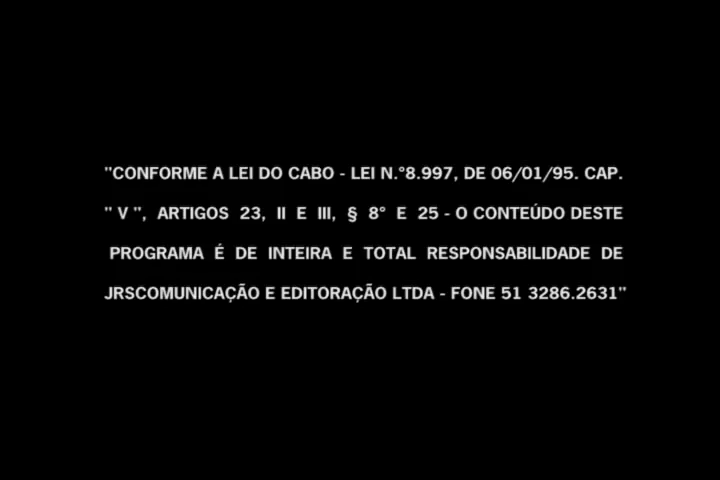 "CONFORME A LEI DO CABO - LEI N.°8.997, DE 06/01/95. CAP.
" V ", ARTIGOS 23, II E III, § 8° E 25 - O CONTEÚDO DESTE
PROGRAMA É DE INTEIRA E TOTAL RESPONSABILIDADE DE
JRSCOMUNICAÇÃO E EDITORAÇÃO LTDA - FONE 51 3286.2631"